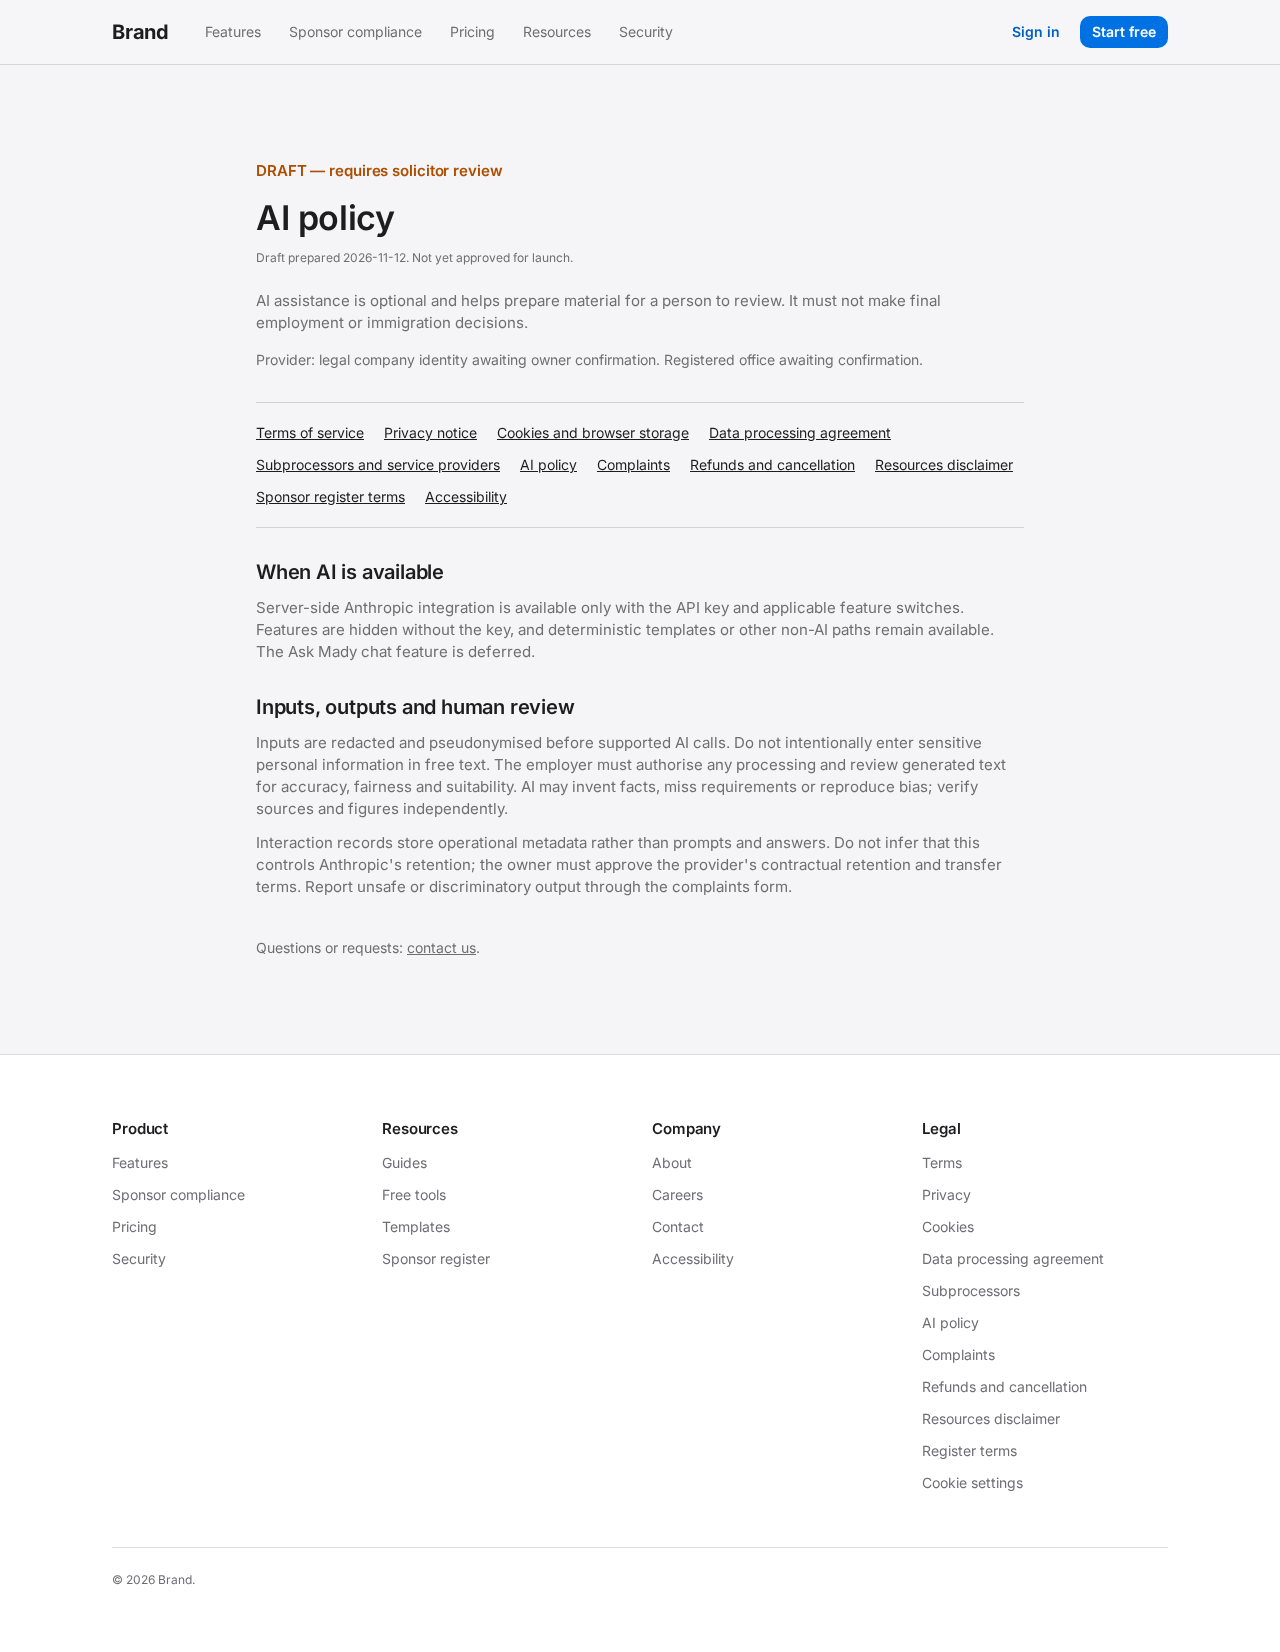 Brand
Features
Sponsor compliance
Pricing
Resources
Security
Sign in
Start free
DRAFT — requires solicitor review
AI policy
Draft prepared 2026-11-12. Not yet approved for launch.
AI assistance is optional and helps prepare material for a person to review. It must not make final
employment or immigration decisions.
Provider: legal company identity awaiting owner confirmation. Registered office awaiting confirmation.
Terms of service
Privacy notice
Cookies and browser storage
Data processing agreement
Subprocessors and service providers
AI policy
Complaints
Refunds and cancellation
Resources disclaimer
Sponsor register terms
Accessibility
When AI is available
Server-side Anthropic integration is available only with the API key and applicable feature switches.
Features are hidden without the key, and deterministic templates or other non-AI paths remain available.
The Ask Mady chat feature is deferred.
Inputs, outputs and human review
Inputs are redacted and pseudonymised before supported AI calls. Do not intentionally enter sensitive
personal information in free text. The employer must authorise any processing and review generated text
for accuracy, fairness and suitability. AI may invent facts, miss requirements or reproduce bias; verify
sources and figures independently.
Interaction records store operational metadata rather than prompts and answers. Do not infer that this
controls Anthropic's retention; the owner must approve the provider's contractual retention and transfer
terms. Report unsafe or discriminatory output through the complaints form.
Questions or requests: contact us.
Product
Features
Sponsor compliance
Pricing
Security
Resources
Guides
Free tools
Templates
Sponsor register
Company
About
Careers
Contact
Accessibility
Legal
Terms
Privacy
Cookies
Data processing agreement
Subprocessors
AI policy
Complaints
Refunds and cancellation
Resources disclaimer
Register terms
Cookie settings
© 2026 Brand.